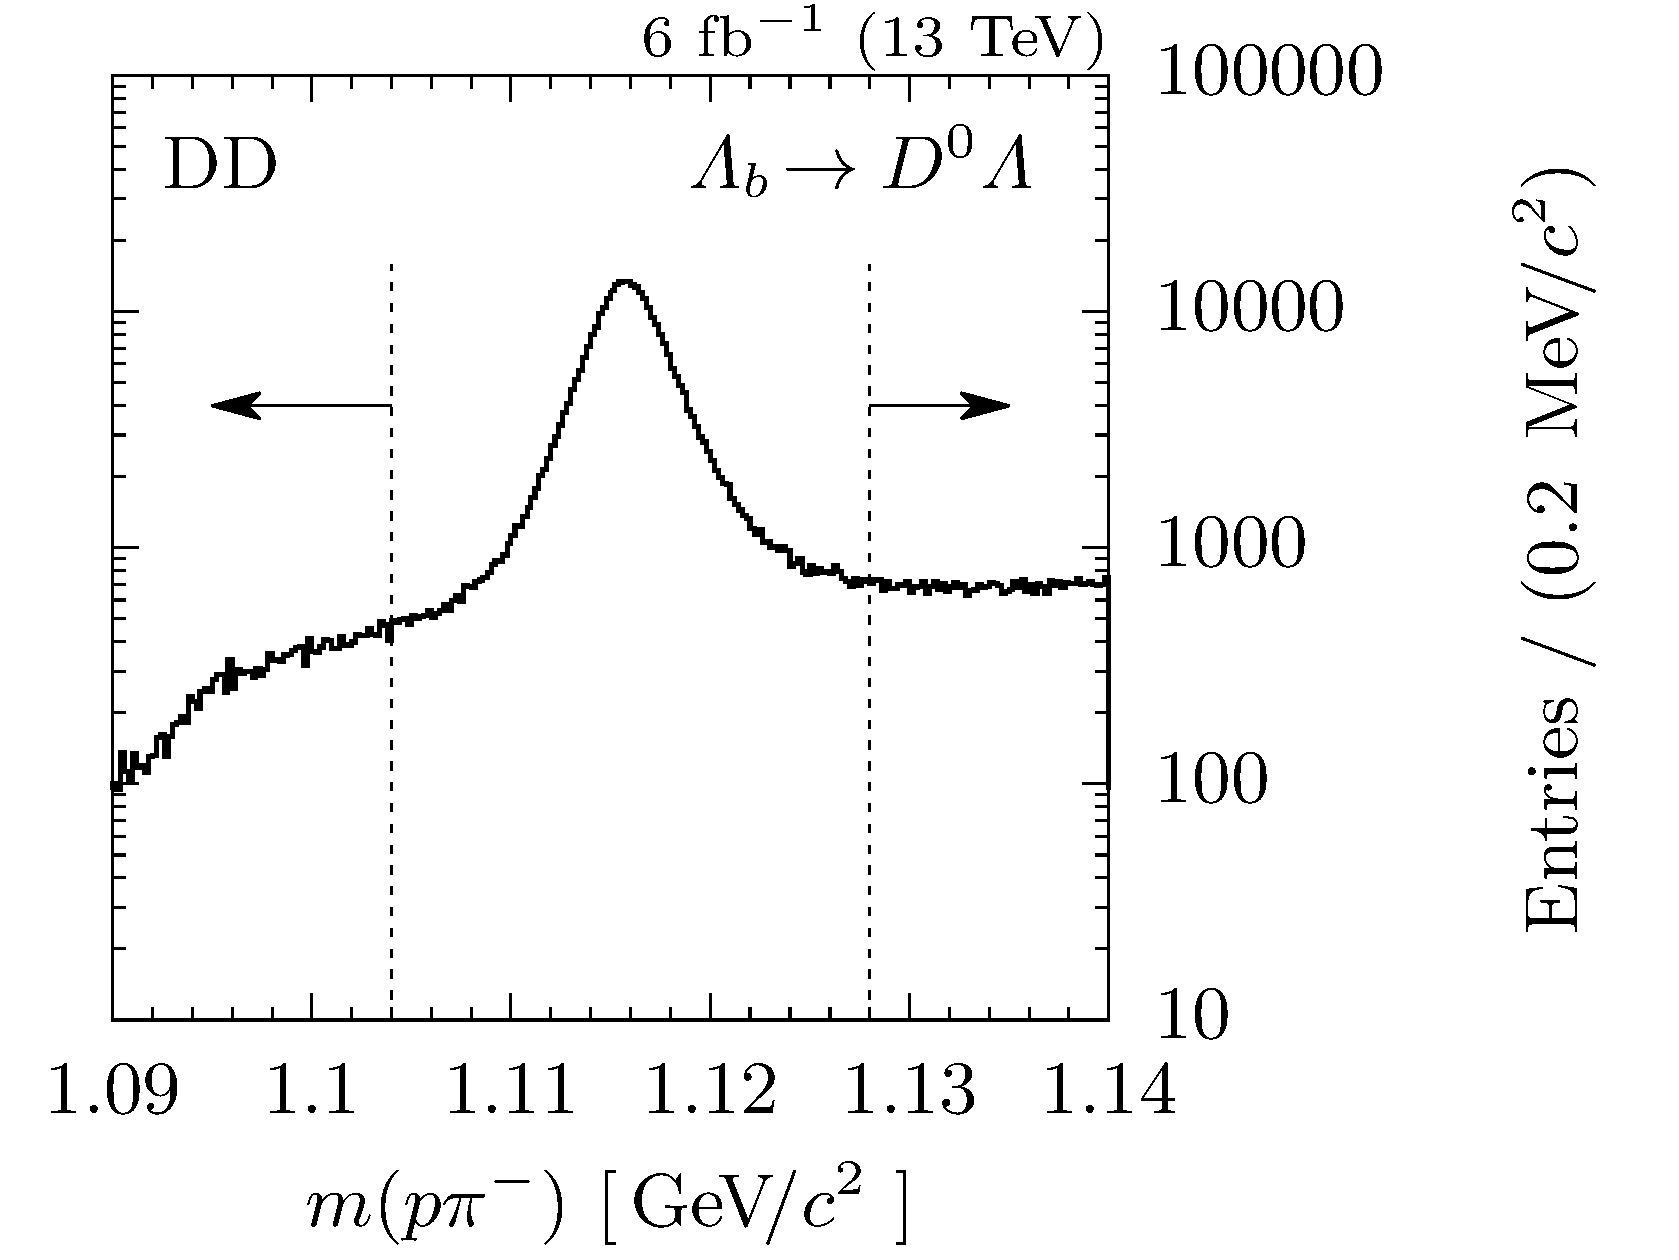 6 fb⁻¹ (13 TeV)
DD
Λ_b → D⁰Λ
100000
10000
1000
100
10
Entries / (0.2 MeV/c²)
1.09 1.1 1.11 1.12 1.13 1.14
m(pπ⁻) [GeV/c² ]